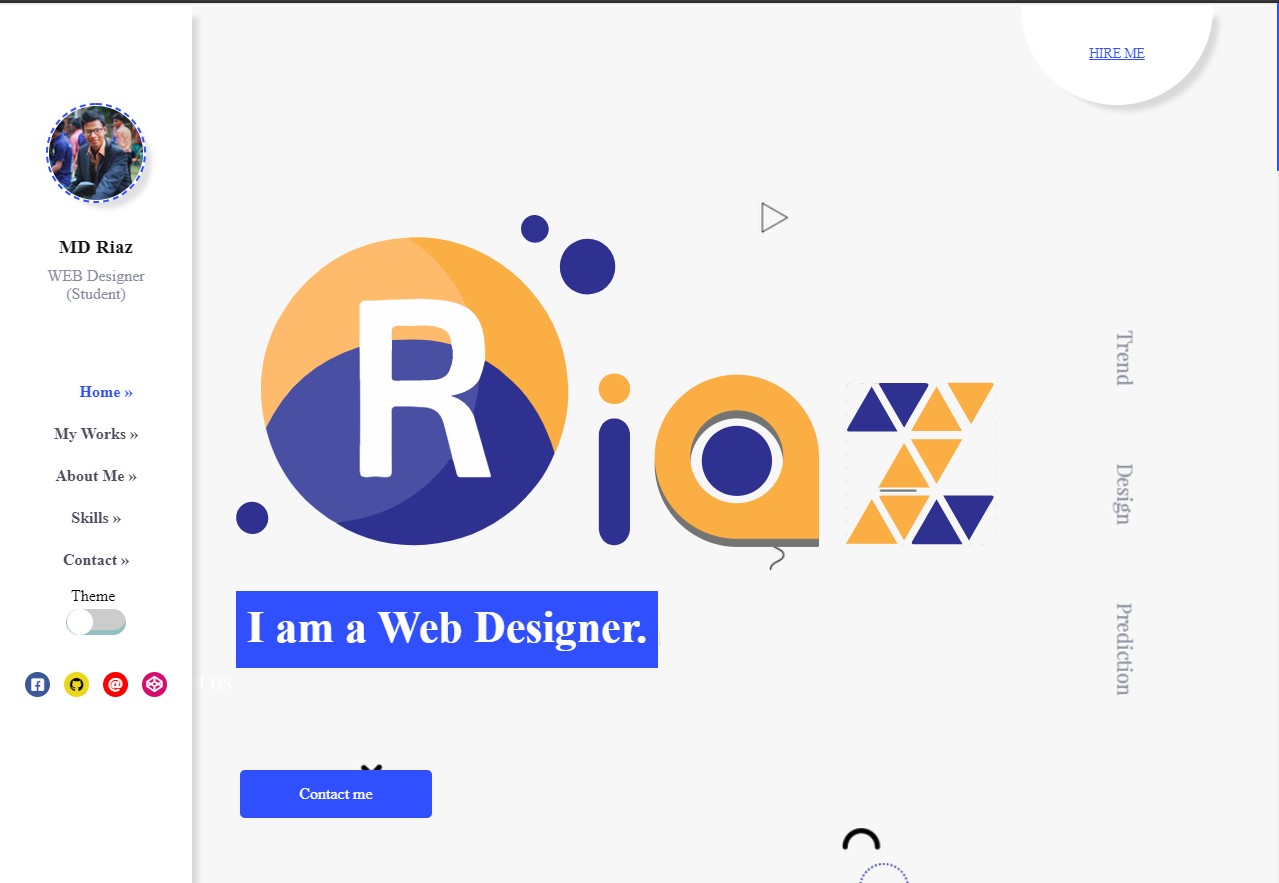 HIRE ME
MD Riaz
WEB Designer
(Student)
Home »
My Works »
About Me »
Skills »
Contact »
Theme
Riaz
I am a Web Designer.
Contact me
Trend
Design
Prediction